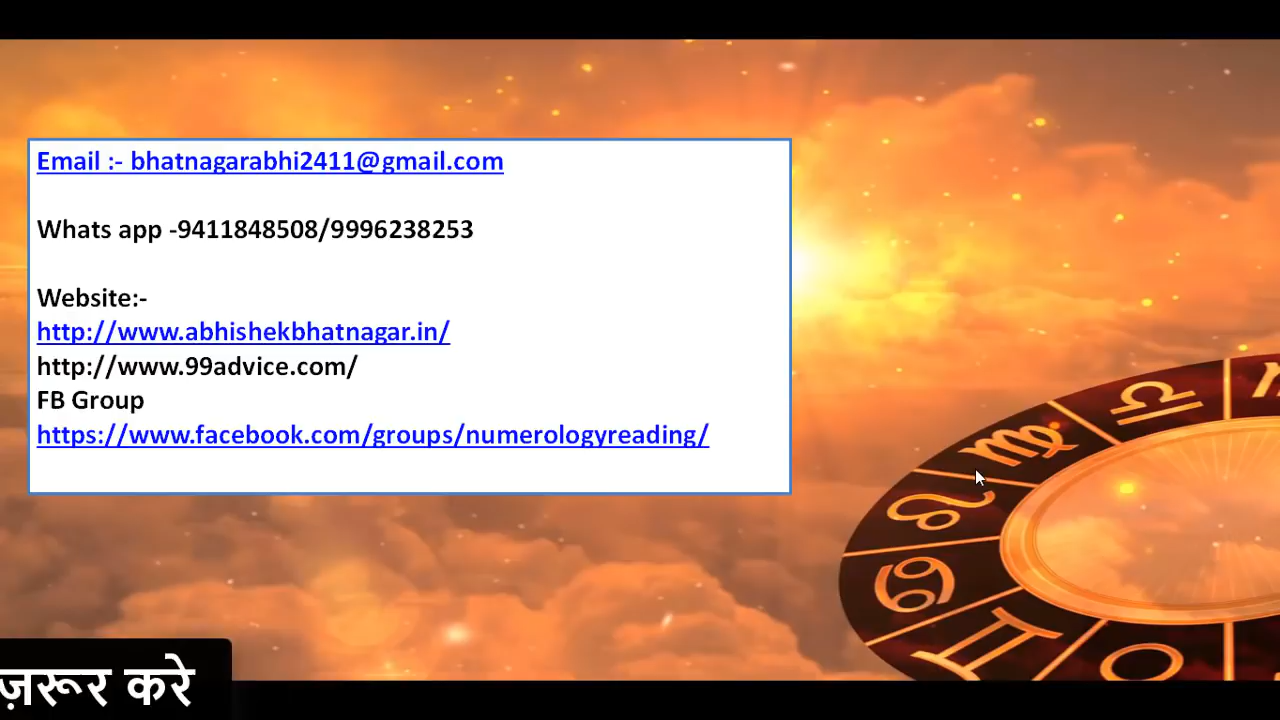 Email :- bhatnagarabhi2411@gmail.com
Whats app -9411848508/9996238253
Website:-
http://www.abhishekbhatnagar.in/
http://www.99advice.com/
FB Group
https://www.facebook.com/groups/numerologyreading/
ज़रूर करे